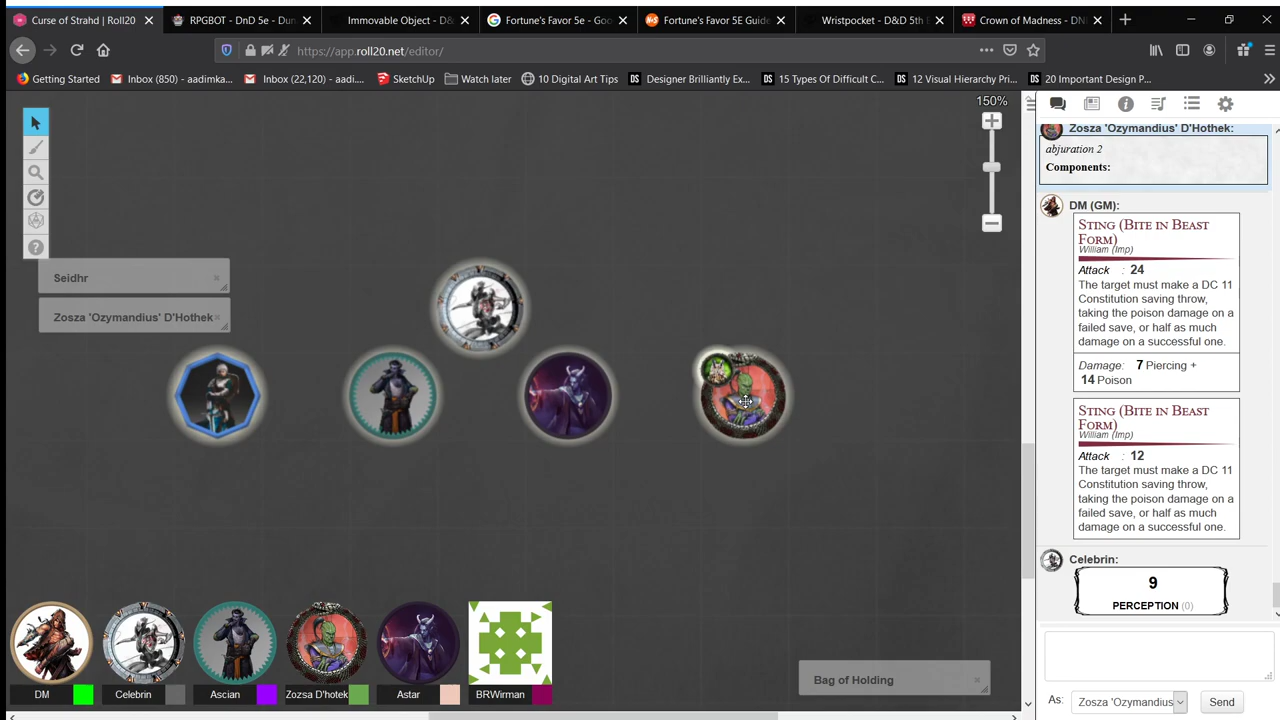 Curse of Strahd | Roll20
RPGBOT - DnD 5e - Dun
Immovable Object - D&
Fortune's Favor 5e - Goo
Fortune's Favor 5E Guide
Wristpocket - D&D 5th E
Crown of Madness - DN
https://app.roll20.net/editor/
Getting Started
Inbox (850) - aadimka...
Inbox (22,120) - aadi...
SketchUp
Watch later
10 Digital Art Tips
Designer Brilliantly Ex...
15 Types Of Difficult C...
12 Visual Hierarchy Pri...
20 Important Design P...
150%
Seidhr
Zosza 'Ozymandius' D'Hothek
Bag of Holding
DM
Celebrin
Ascian
Zozsa D'hotek
Astar
BRWirman
Zosza 'Ozymandius' D'Hothek:
abjuration 2
Components:
DM (GM):
Sting (Bite in Beast
Form)
William (Imp)
Attack : 24
The target must make a DC 11
Constitution saving throw,
taking the poison damage on a
failed save, or half as much
damage on a successful one.
Damage: 7 Piercing +
14 Poison
Sting (Bite in Beast
Form)
William (Imp)
Attack : 12
The target must make a DC 11
Constitution saving throw,
taking the poison damage on a
failed save, or half as much
damage on a successful one.
Celebrin:
9
PERCEPTION (0)
As: Zosza 'Ozymandius
Send